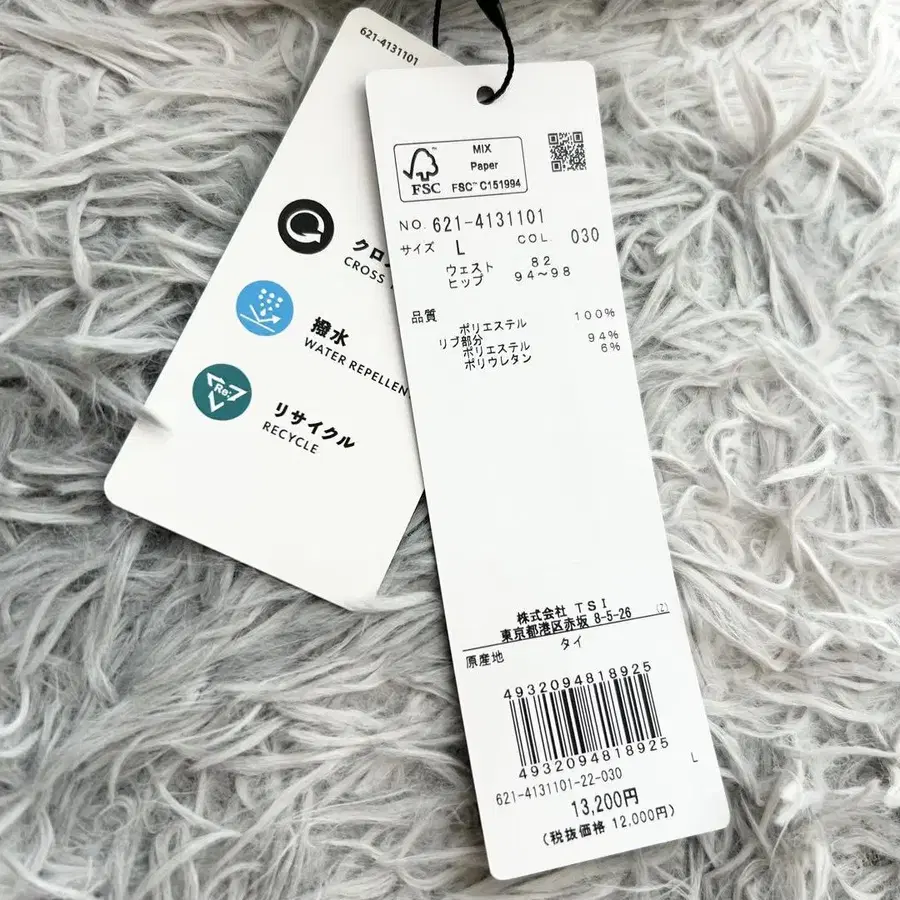 621-4131101
クロ
CROSS
撥水
WATER REPELLEN
Re:
リサイクル
RECYCLE
FSC
MIX
Paper
FSC™ C151994
NO. 621-4131101
サイズ L COL. 030
ウェスト 82
ヒップ 94～98
品質
ポリエステル 100%
リブ部分
ポリエステル 94%
ポリウレタン 6%
株式会社 TSI
東京都港区赤坂 8-5-26 (Z)
原産地 タイ
4932094818925
4932094818925
621-4131101-22-030 L
13,200円
(税抜価格 12,000円)